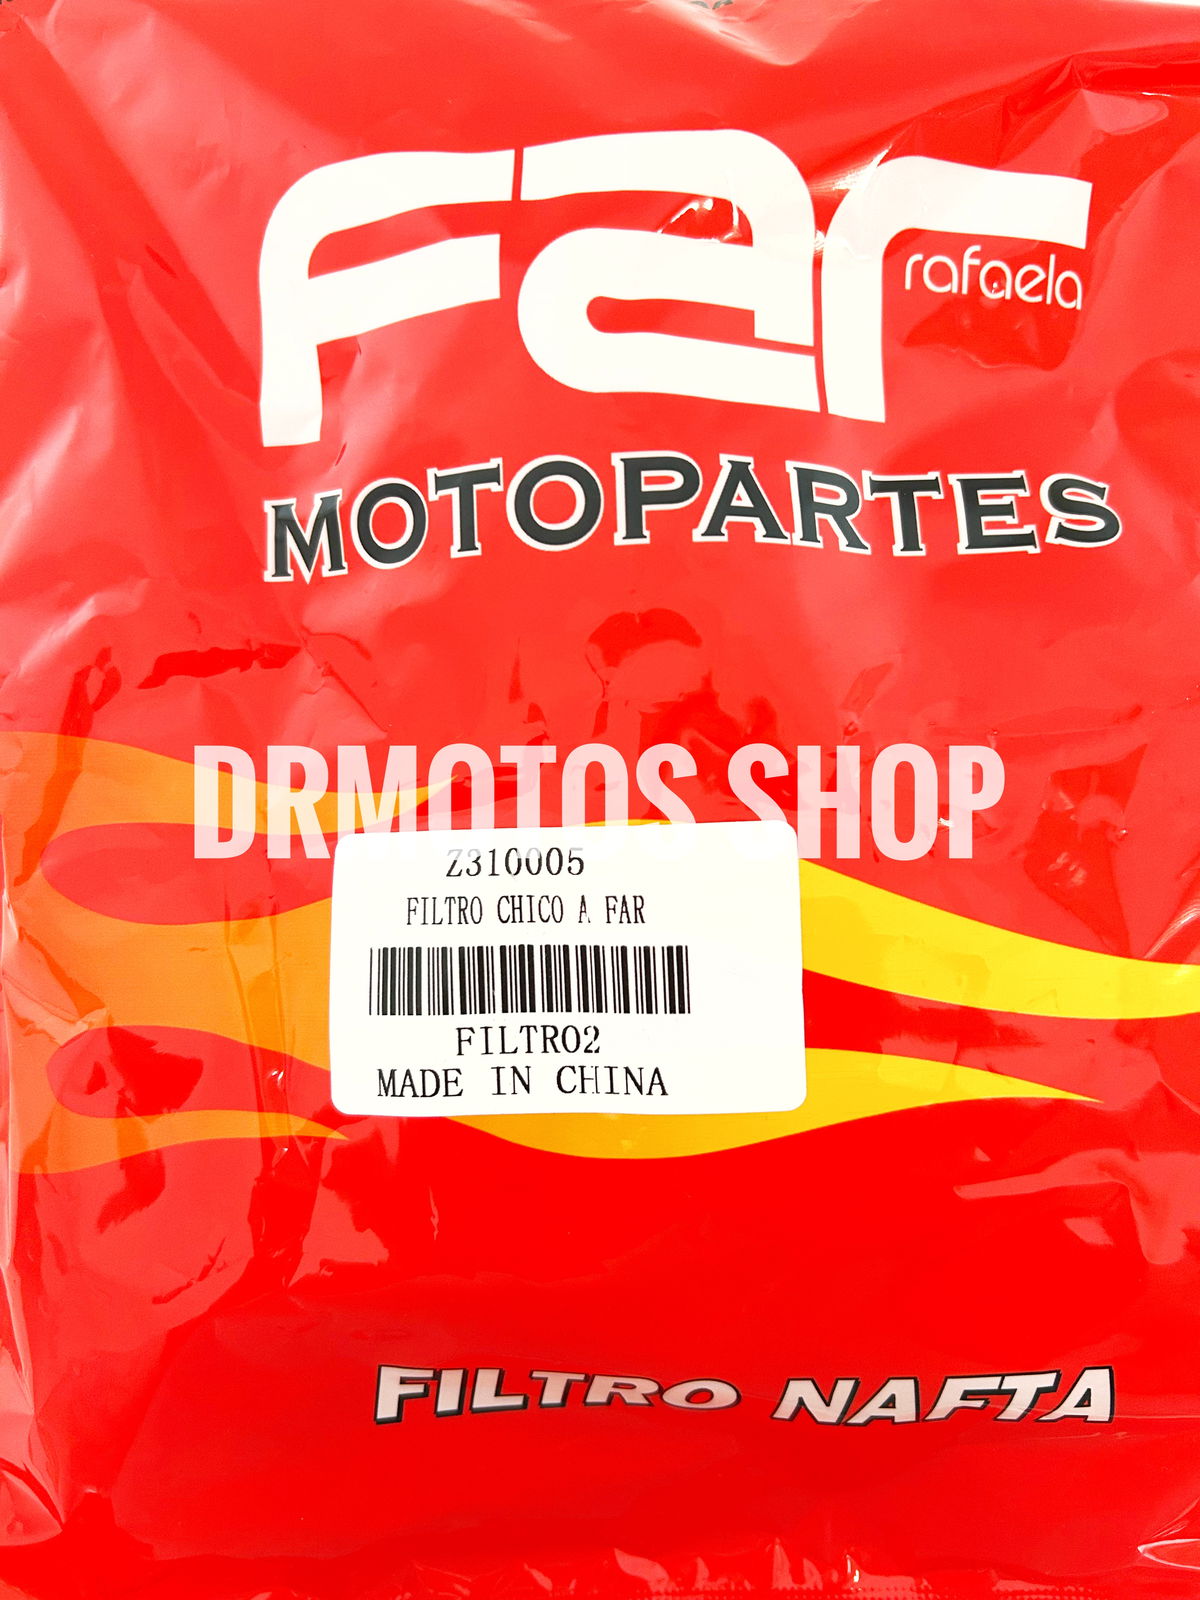 Far
rafaela
MOTOPARTES
DRMOTOS SHOP
Z310005
FILTRO CHICO A FAR
FILTRO2
MADE IN CHINA
FILTRO NAFTA